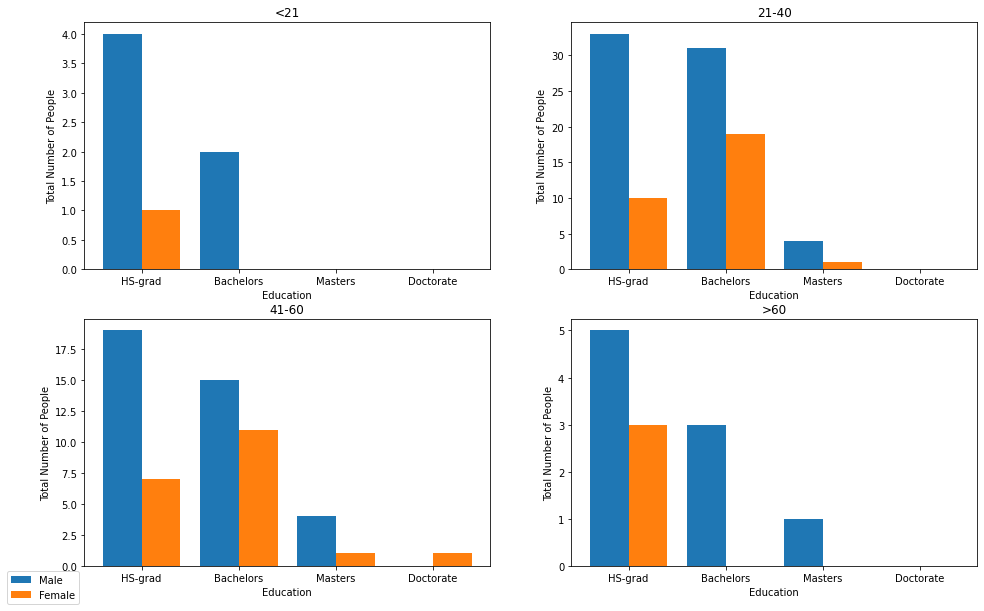 <21
Total Number of People
4.0
3.5
3.0
2.5
2.0
1.5
1.0
0.5
0.0
HS-grad Bachelors Masters Doctorate
Education
21-40
Total Number of People
30
25
20
15
10
5
0
HS-grad Bachelors Masters Doctorate
Education
41-60
Total Number of People
17.5
15.0
12.5
10.0
7.5
5.0
2.5
0.0
HS-grad Bachelors Masters Doctorate
Education
>60
Total Number of People
5
4
3
2
1
0
HS-grad Bachelors Masters Doctorate
Education
Male
Female